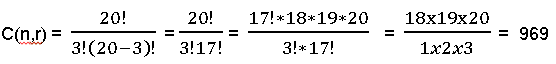 C(n,r) = 20! / 3!(20−3)! = 20! / 3!17! = 17!*18*19*20 / 3!*17! = 18x19x20 / 1x2x3 = 969